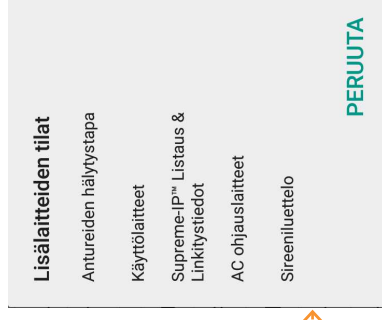 Lisälaitteiden tilat
Antureiden hälytystapa
Käyttölaitteet
Supreme-IP™ Listaus &
Linkitystiedot
AC ohjauslaitteet
Sireeniluettelo
PERUUTA